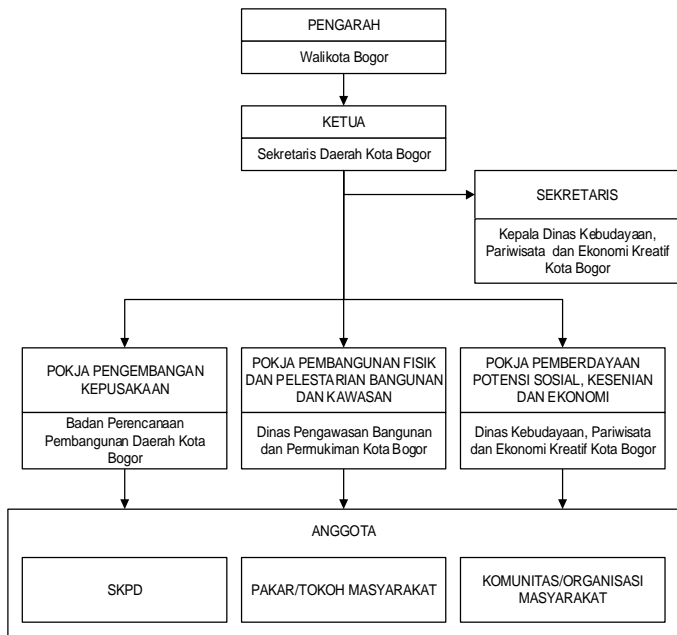 PENGARAH
Walikota Bogor
KETUA
Sekretaris Daerah Kota Bogor
SEKRETARIS
Kepala Dinas Kebudayaan,
Pariwisata dan Ekonomi Kreatif
Kota Bogor
POKJA PENGEMBANGAN
KEPUSAKAAN
Badan Perencanaan
Pembangunan Daerah Kota
Bogor
POKJA PEMBANGUNAN FISIK
DAN PELESTARIAN BANGUNAN
DAN KAWASAN
Dinas Pengawasan Bangunan
dan Permukiman Kota Bogor
POKJA PEMBERDAYAAN
POTENSI SOSIAL, KESENIAN
DAN EKONOMI
Dinas Kebudayaan, Pariwisata
dan Ekonomi Kreatif Kota Bogor
ANGGOTA
SKPD
PAKAR/TOKOH MASYARAKAT
KOMUNITAS/ORGANISASI
MASYARAKAT